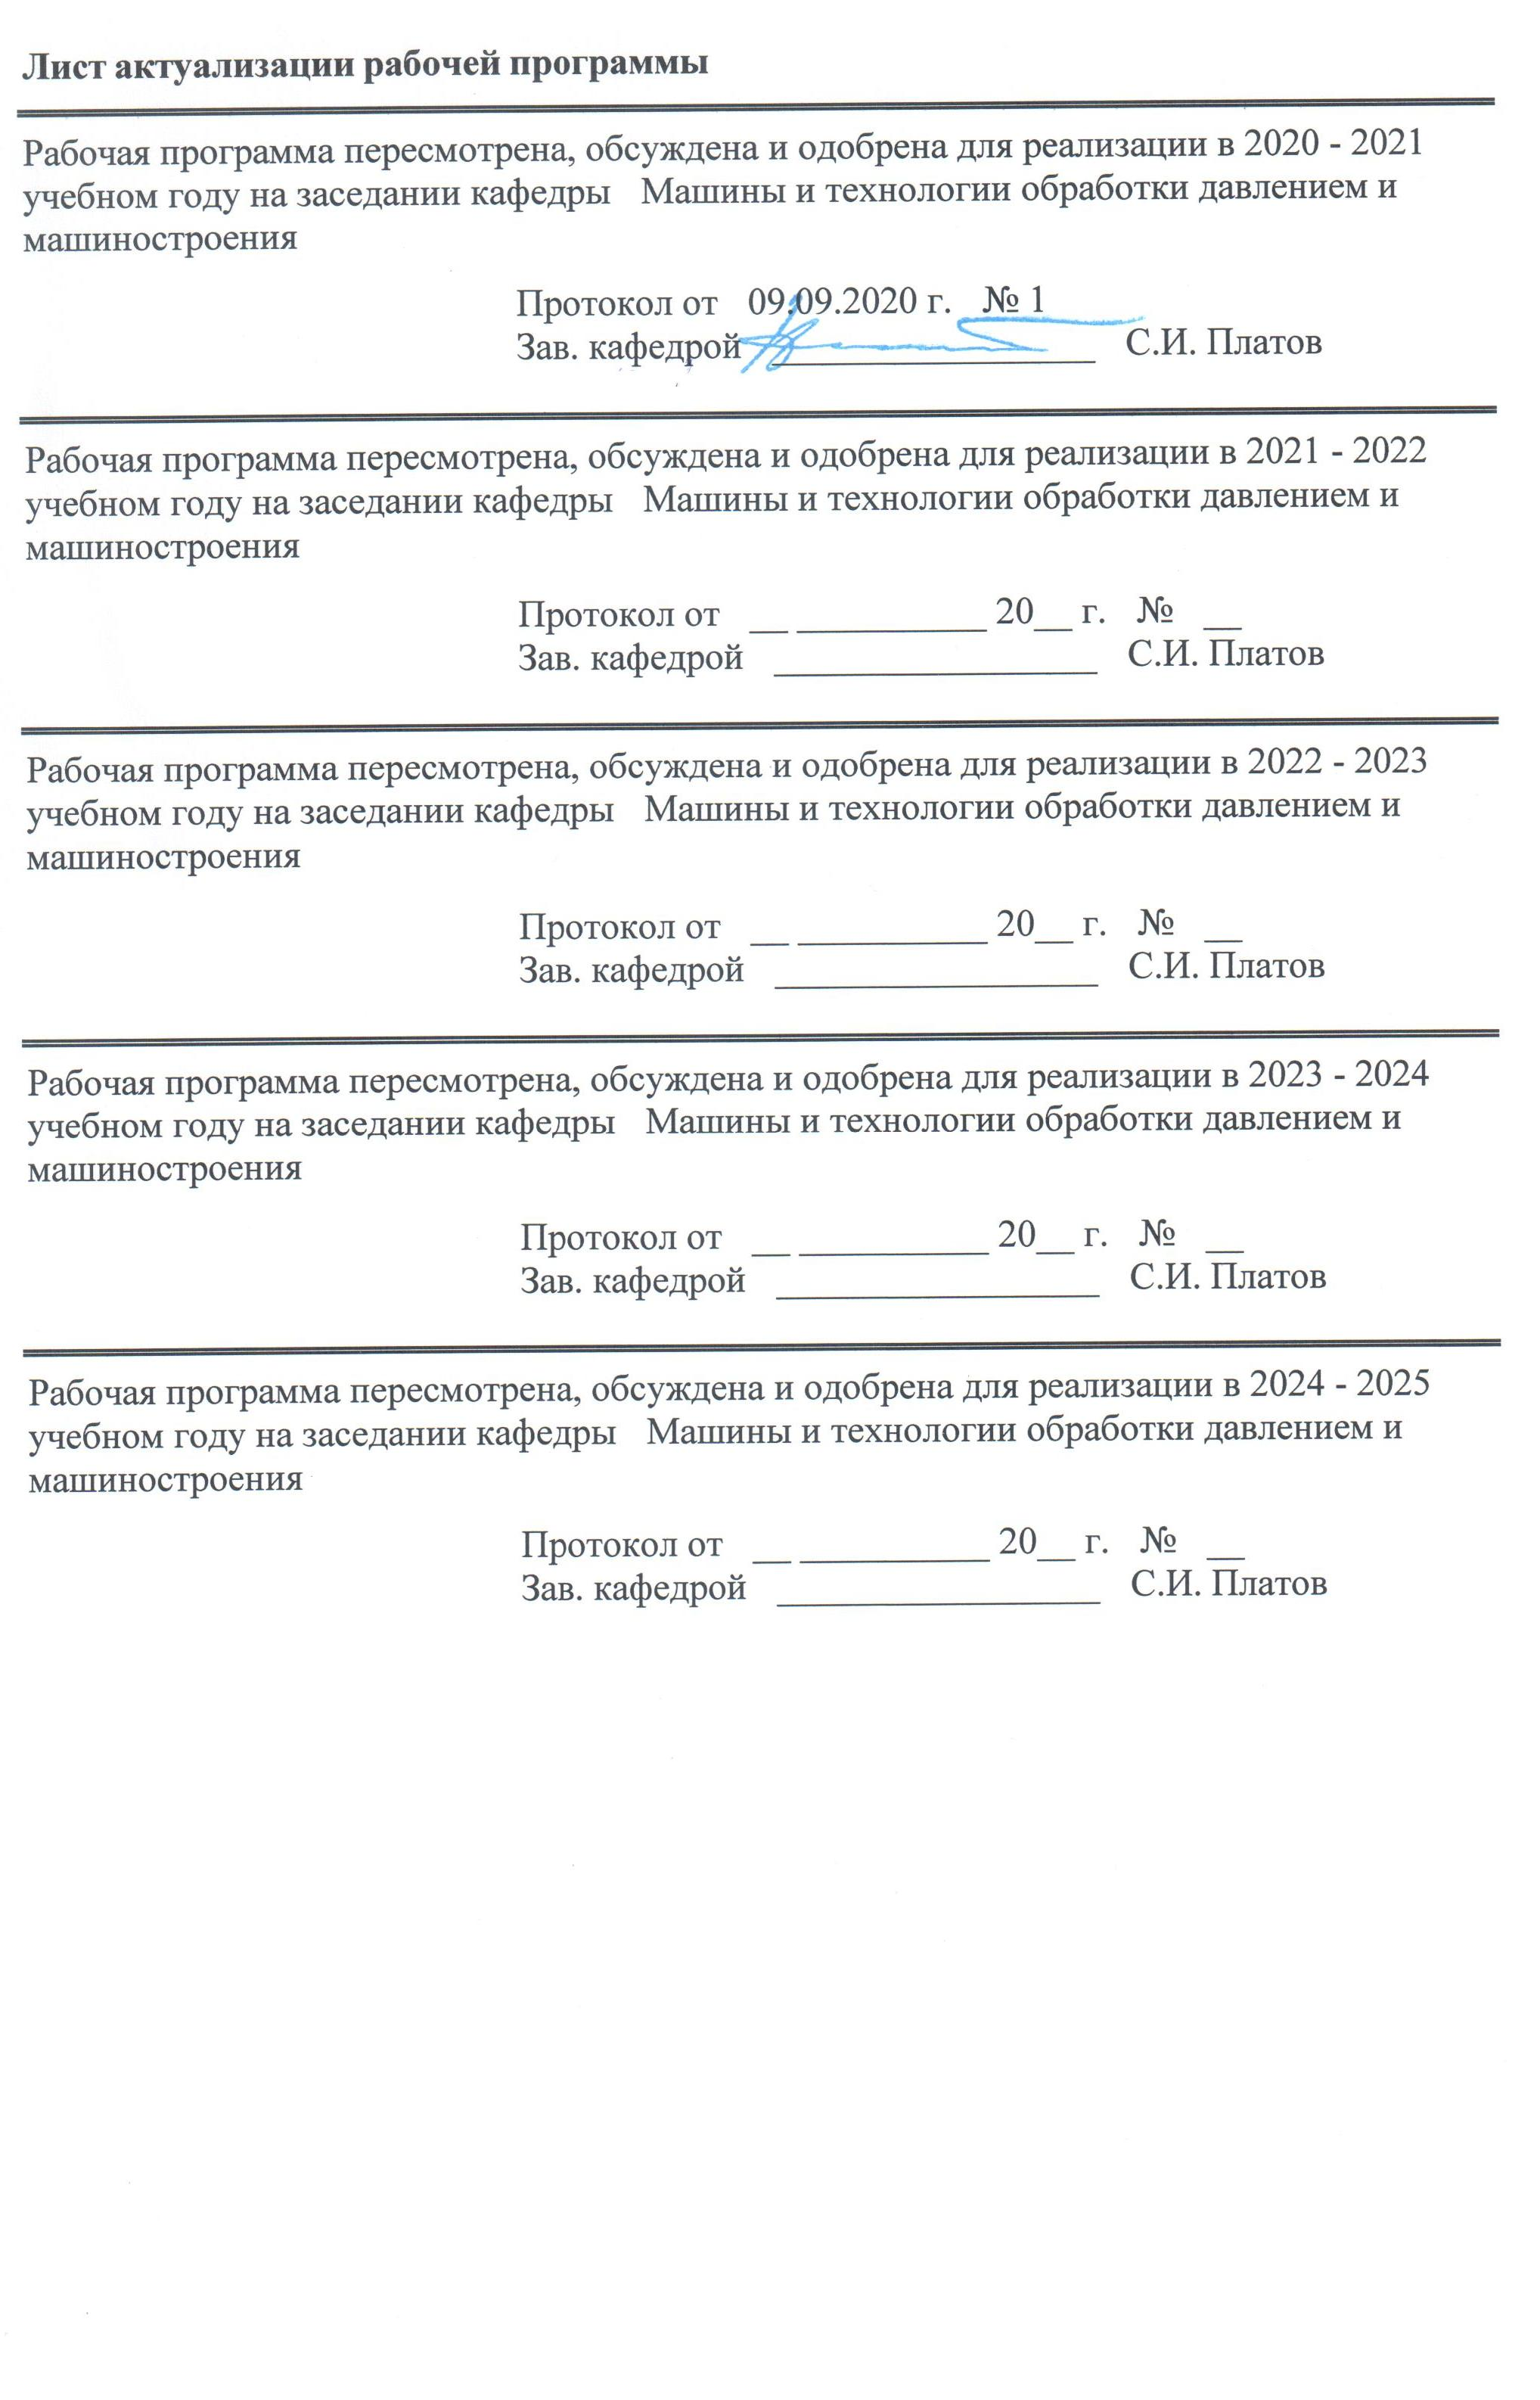 Лист актуализации рабочей программы
Рабочая программа пересмотрена, обсуждена и одобрена для реализации в 2020 - 2021
учебном году на заседании кафедры Машины и технологии обработки давлением и
машиностроения
Протокол от 09.09.2020 г. № 1
Зав. кафедрой ________________ С.И. Платов
Рабочая программа пересмотрена, обсуждена и одобрена для реализации в 2021 - 2022
учебном году на заседании кафедры Машины и технологии обработки давлением и
машиностроения
Протокол от __ __________ 20__ г. № __
Зав. кафедрой _________________ С.И. Платов
Рабочая программа пересмотрена, обсуждена и одобрена для реализации в 2022 - 2023
учебном году на заседании кафедры Машины и технологии обработки давлением и
машиностроения
Протокол от __ __________ 20__ г. № __
Зав. кафедрой _________________ С.И. Платов
Рабочая программа пересмотрена, обсуждена и одобрена для реализации в 2023 - 2024
учебном году на заседании кафедры Машины и технологии обработки давлением и
машиностроения
Протокол от __ __________ 20__ г. № __
Зав. кафедрой _________________ С.И. Платов
Рабочая программа пересмотрена, обсуждена и одобрена для реализации в 2024 - 2025
учебном году на заседании кафедры Машины и технологии обработки давлением и
машиностроения
Протокол от __ __________ 20__ г. № __
Зав. кафедрой _________________ С.И. Платов